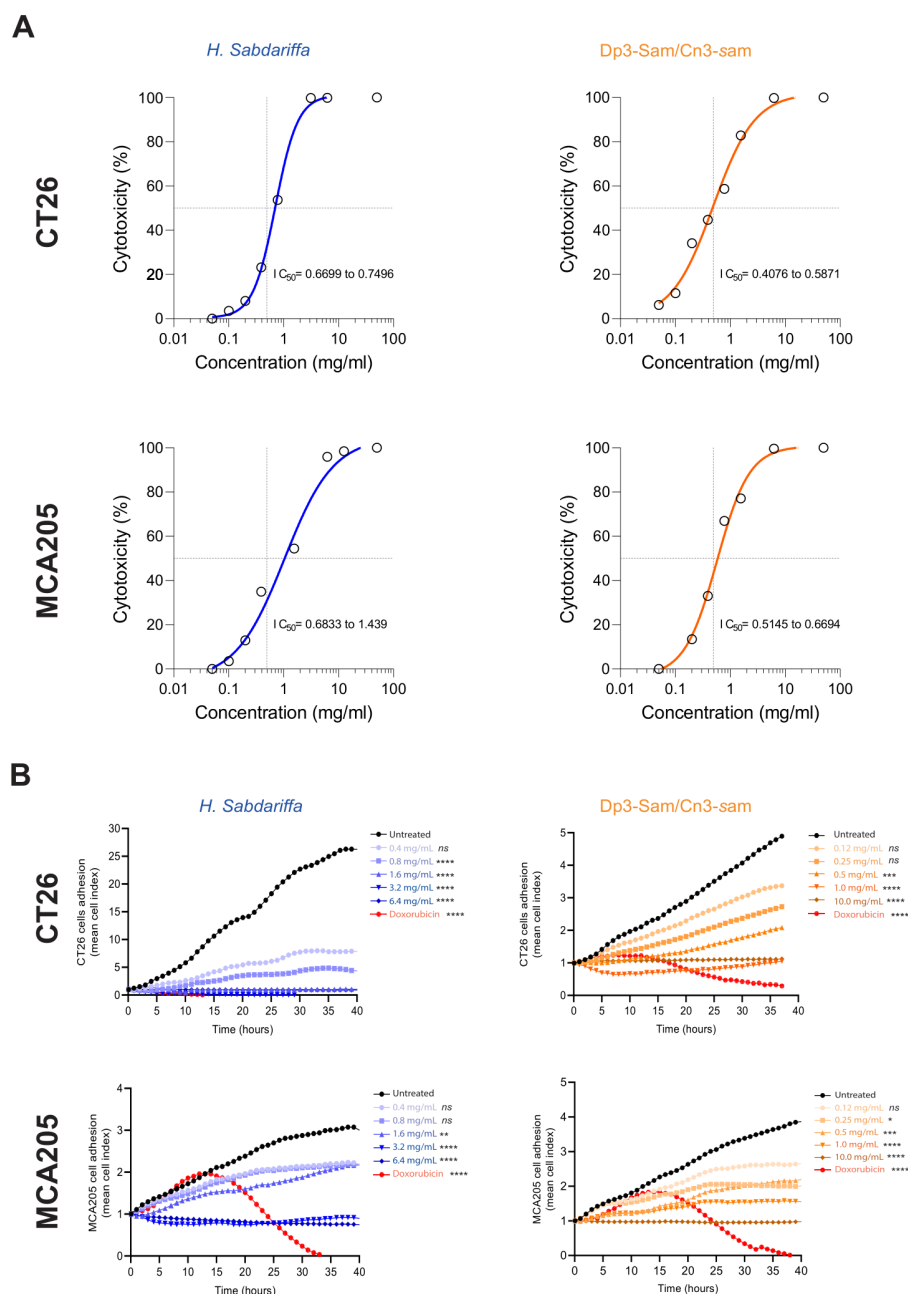 A
H. Sabdariffa
Dp3-Sam/Cn3-sam
CT26
100
80
60
40
20
0
Cytotoxicity (%)
IC50= 0.6699 to 0.7496
0.01 0.1 1 10 100
Concentration (mg/ml)
100
80
60
40
20
0
Cytotoxicity (%)
IC50= 0.4076 to 0.5871
0.01 0.1 1 10 100
Concentration (mg/ml)
MCA205
100
80
60
40
20
0
Cytotoxicity (%)
IC50= 0.6833 to 1.439
0.01 0.1 1 10 100
Concentration (mg/ml)
100
80
60
40
20
0
Cytotoxicity (%)
IC50= 0.5145 to 0.6694
0.01 0.1 1 10 100
Concentration (mg/ml)
B
H. Sabdariffa
Dp3-Sam/Cn3-sam
CT26
30
25
20
15
10
5
0
CT26 cells adhesion
(mean cell index)
0 5 10 15 20 25 30 35 40
Time (hours)
Untreated
0.4 mg/mL ns
0.8 mg/mL ****
1.6 mg/mL ****
3.2 mg/mL ****
6.4 mg/mL ****
Doxorubicin ****
5
4
3
2
1
0
CT26 cells adhesion
(mean cell index)
0 5 10 15 20 25 30 35 40
Time (hours)
Untreated
0.12 mg/mL ns
0.25 mg/mL ns
0.5 mg/mL ***
1.0 mg/mL ****
10.0 mg/mL ****
Doxorubicin ****
MCA205
4
3
2
1
0
MCA205 cell adhesion
(mean cell index)
0 5 10 15 20 25 30 35 40
Time (hours)
Untreated
0.4 mg/mL ns
0.8 mg/mL ns
1.6 mg/mL **
3.2 mg/mL ****
6.4 mg/mL ****
Doxorubicin ****
5
4
3
2
1
0
MCA205 cell adhesion
(mean cell index)
0 5 10 15 20 25 30 35 40
Time (hours)
Untreated
0.12 mg/mL ns
0.25 mg/mL *
0.5 mg/mL ***
1.0 mg/mL ****
10.0 mg/mL ****
Doxorubicin ****